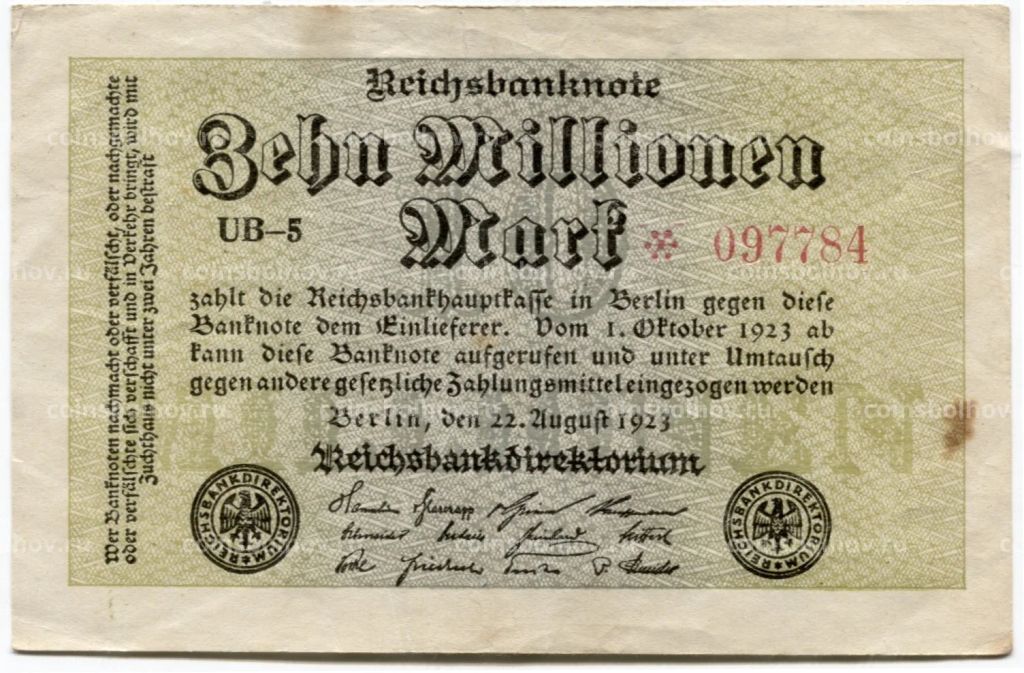 Reichsbanknote
Zehn Millionen
Mark
UB-5
* 097784
zahlt die Reichsbankhauptkasse in Berlin gegen diese
Banknote dem Einlieferer. Vom 1. Oktober 1923 ab
kann diese Banknote aufgerufen und unter Umtausch
gegen andere gesetzliche Zahlungsmittel eingezogen werden
Berlin, den 22. August 1923
Reichsbankdirektorium
REICHSBANKDIREKTORIUM
REICHSBANKDIREKTORIUM
Wer Banknoten nachmacht oder verfälscht, oder nachgemachte
oder verfälschte sich verschafft und in Verkehr bringt, wird mit
Zuchthaus nicht unter zwei Jahren bestraft
coinsbolhov.ru